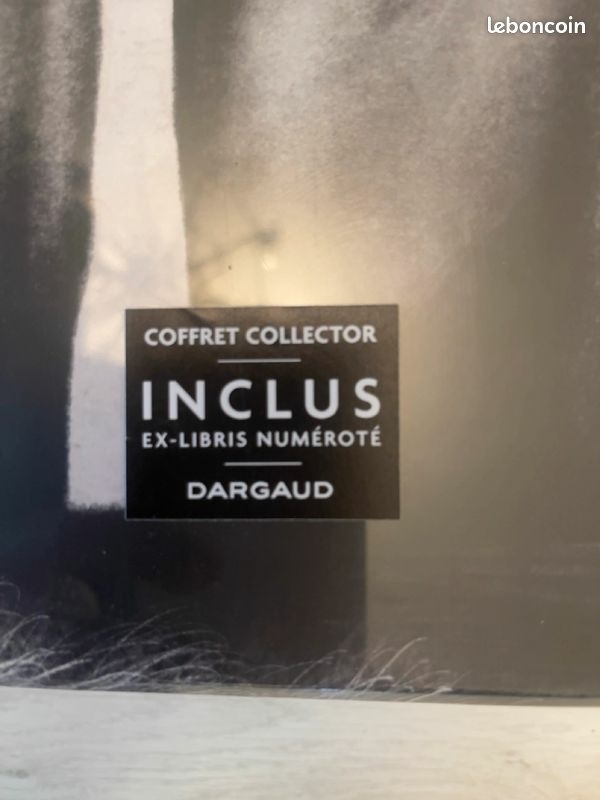 leboncoin
COFFRET COLLECTOR
INCLUS
EX-LIBRIS NUMÉROTÉ
DARGAUD